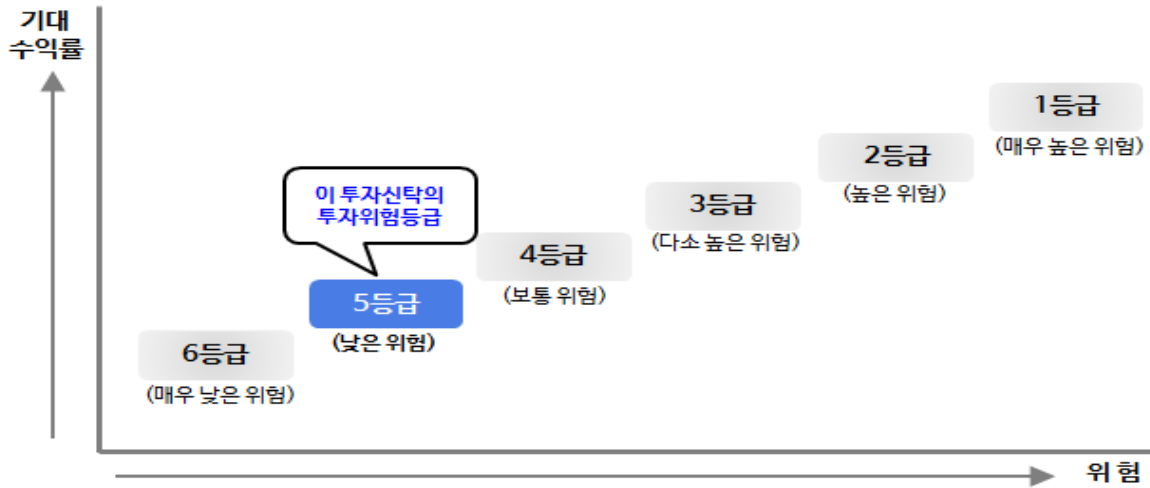 기대
수익률
1등급
(매우 높은 위험)
2등급
(높은 위험)
3등급
(다소 높은 위험)
이 투자신탁의
투자위험등급
4등급
(보통 위험)
5등급
(낮은 위험)
6등급
(매우 낮은 위험)
위 험